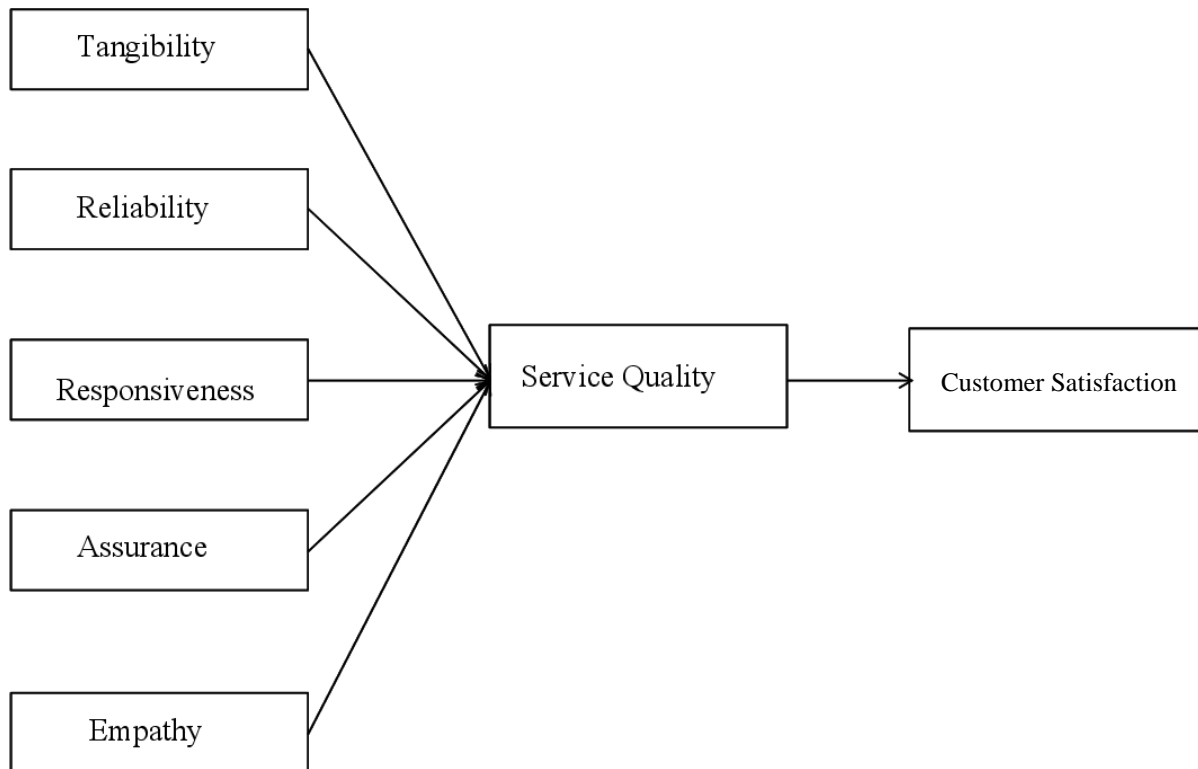 Tangibility
Reliability
Responsiveness
Assurance
Empathy
Service Quality
Customer Satisfaction